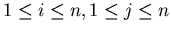 1 ≤ i ≤ n, 1 ≤ j ≤ n